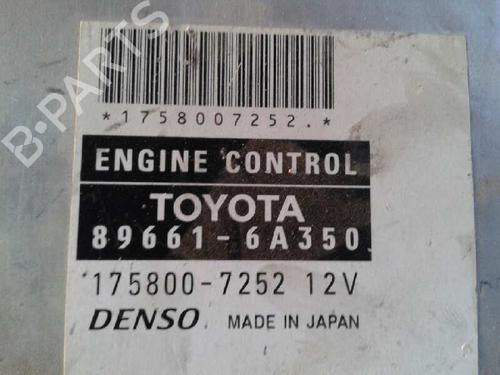 B-PARTS
*1758007252.*
ENGINE CONTROL
TOYOTA
89661-6A350
175800-7252 12V
DENSO MADE IN JAPAN